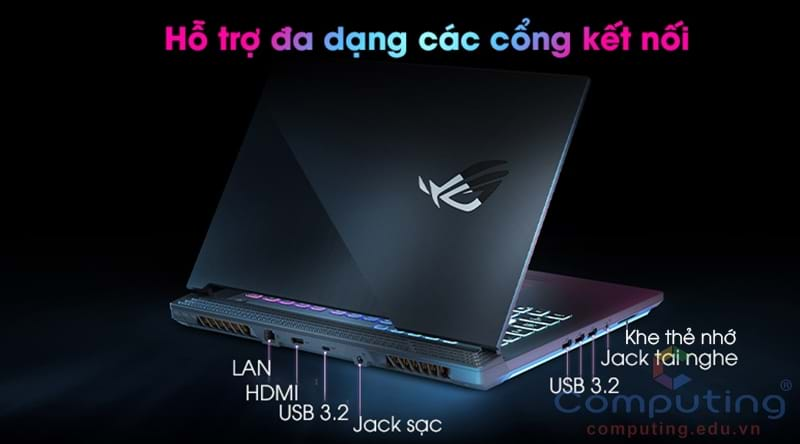 Hỗ trợ đa dạng các cổng kết nối
LAN
HDMI
USB 3.2
Jack sạc
Khe thẻ nhớ
Jack tai nghe
USB 3.2
Computing®
computing.edu.vn